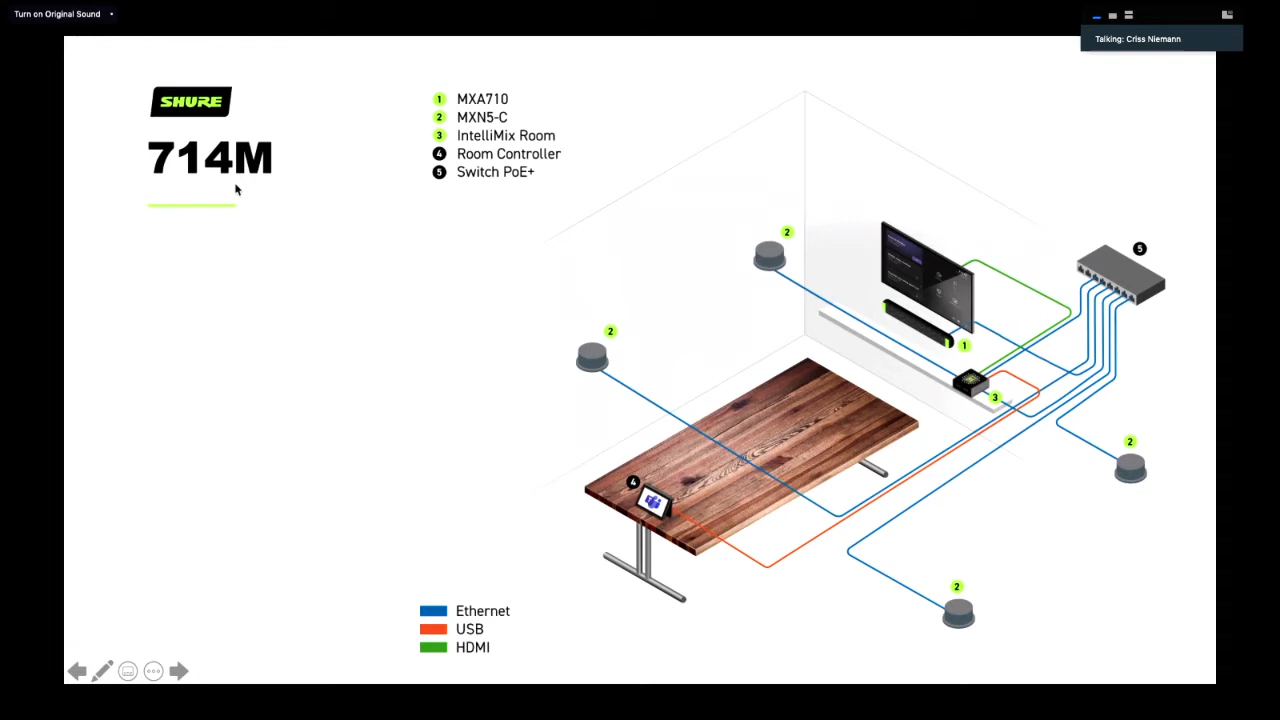 Turn on Original Sound
Talking: Criss Niemann
SHURE
714M
1 MXA710
2 MXN5-C
3 IntelliMix Room
4 Room Controller
5 Switch PoE+
2
5
2
1
3
2
4
2
Ethernet
USB
HDMI